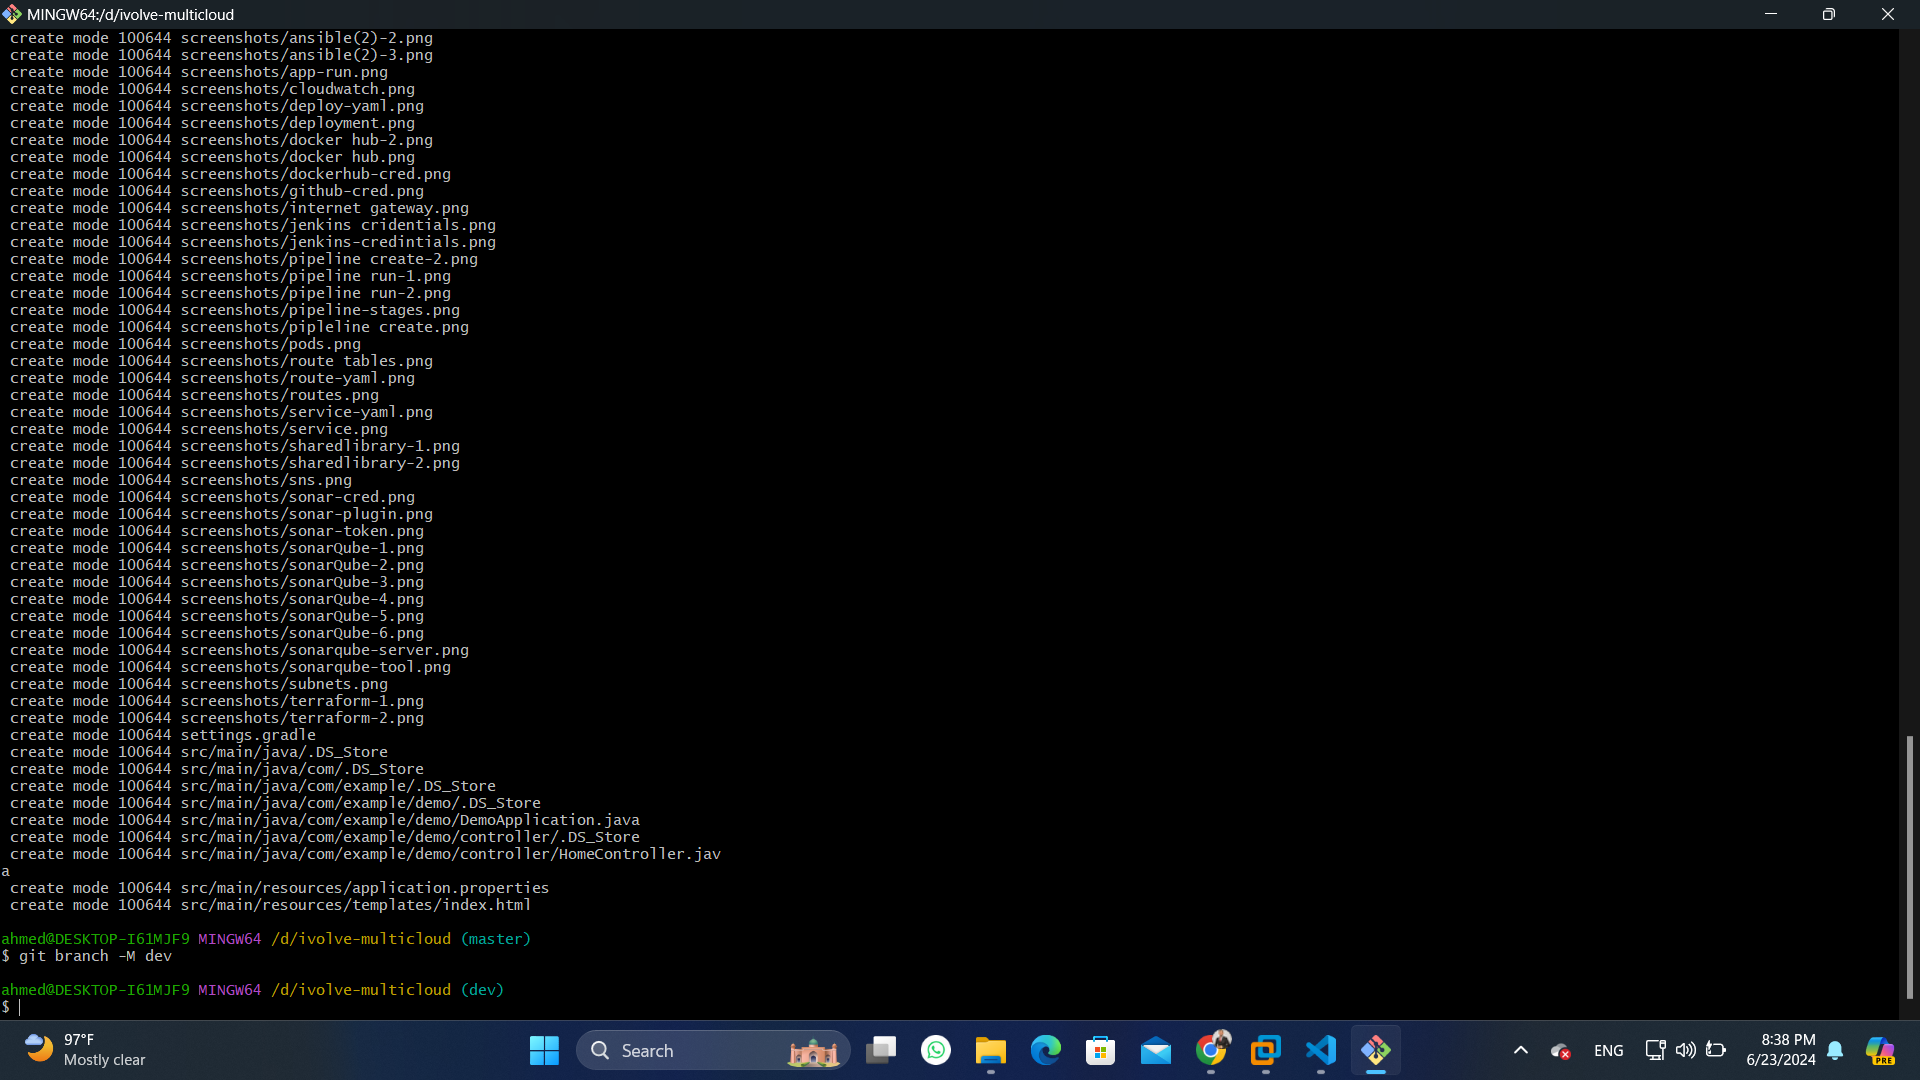 MINGW64:/d/ivolve-multicloud
create mode 100644 screenshots/ansible(2)-2.png
create mode 100644 screenshots/ansible(2)-3.png
create mode 100644 screenshots/app-run.png
create mode 100644 screenshots/cloudwatch.png
create mode 100644 screenshots/deploy-yaml.png
create mode 100644 screenshots/deployment.png
create mode 100644 screenshots/docker hub-2.png
create mode 100644 screenshots/docker hub.png
create mode 100644 screenshots/dockerhub-cred.png
create mode 100644 screenshots/github-cred.png
create mode 100644 screenshots/internet gateway.png
create mode 100644 screenshots/jenkins cridentials.png
create mode 100644 screenshots/jenkins-credintials.png
create mode 100644 screenshots/pipeline create-2.png
create mode 100644 screenshots/pipeline run-1.png
create mode 100644 screenshots/pipeline run-2.png
create mode 100644 screenshots/pipeline-stages.png
create mode 100644 screenshots/pipleline create.png
create mode 100644 screenshots/pods.png
create mode 100644 screenshots/route tables.png
create mode 100644 screenshots/route-yaml.png
create mode 100644 screenshots/routes.png
create mode 100644 screenshots/service-yaml.png
create mode 100644 screenshots/service.png
create mode 100644 screenshots/sharedlibrary-1.png
create mode 100644 screenshots/sharedlibrary-2.png
create mode 100644 screenshots/sns.png
create mode 100644 screenshots/sonar-cred.png
create mode 100644 screenshots/sonar-plugin.png
create mode 100644 screenshots/sonar-token.png
create mode 100644 screenshots/sonarQube-1.png
create mode 100644 screenshots/sonarQube-2.png
create mode 100644 screenshots/sonarQube-3.png
create mode 100644 screenshots/sonarQube-4.png
create mode 100644 screenshots/sonarQube-5.png
create mode 100644 screenshots/sonarQube-6.png
create mode 100644 screenshots/sonarqube-server.png
create mode 100644 screenshots/sonarqube-tool.png
create mode 100644 screenshots/subnets.png
create mode 100644 screenshots/terraform-1.png
create mode 100644 screenshots/terraform-2.png
create mode 100644 settings.gradle
create mode 100644 src/main/java/.DS_Store
create mode 100644 src/main/java/com/.DS_Store
create mode 100644 src/main/java/com/example/.DS_Store
create mode 100644 src/main/java/com/example/demo/.DS_Store
create mode 100644 src/main/java/com/example/demo/DemoApplication.java
create mode 100644 src/main/java/com/example/demo/controller/.DS_Store
create mode 100644 src/main/java/com/example/demo/controller/HomeController.jav
a
create mode 100644 src/main/resources/application.properties
create mode 100644 src/main/resources/templates/index.html
ahmed@DESKTOP-I61MJF9 MINGW64 /d/ivolve-multicloud (master)
$ git branch -M dev
ahmed@DESKTOP-I61MJF9 MINGW64 /d/ivolve-multicloud (dev)
$
97°F
Mostly clear
Search
ENG
8:38 PM
6/23/2024
PRE